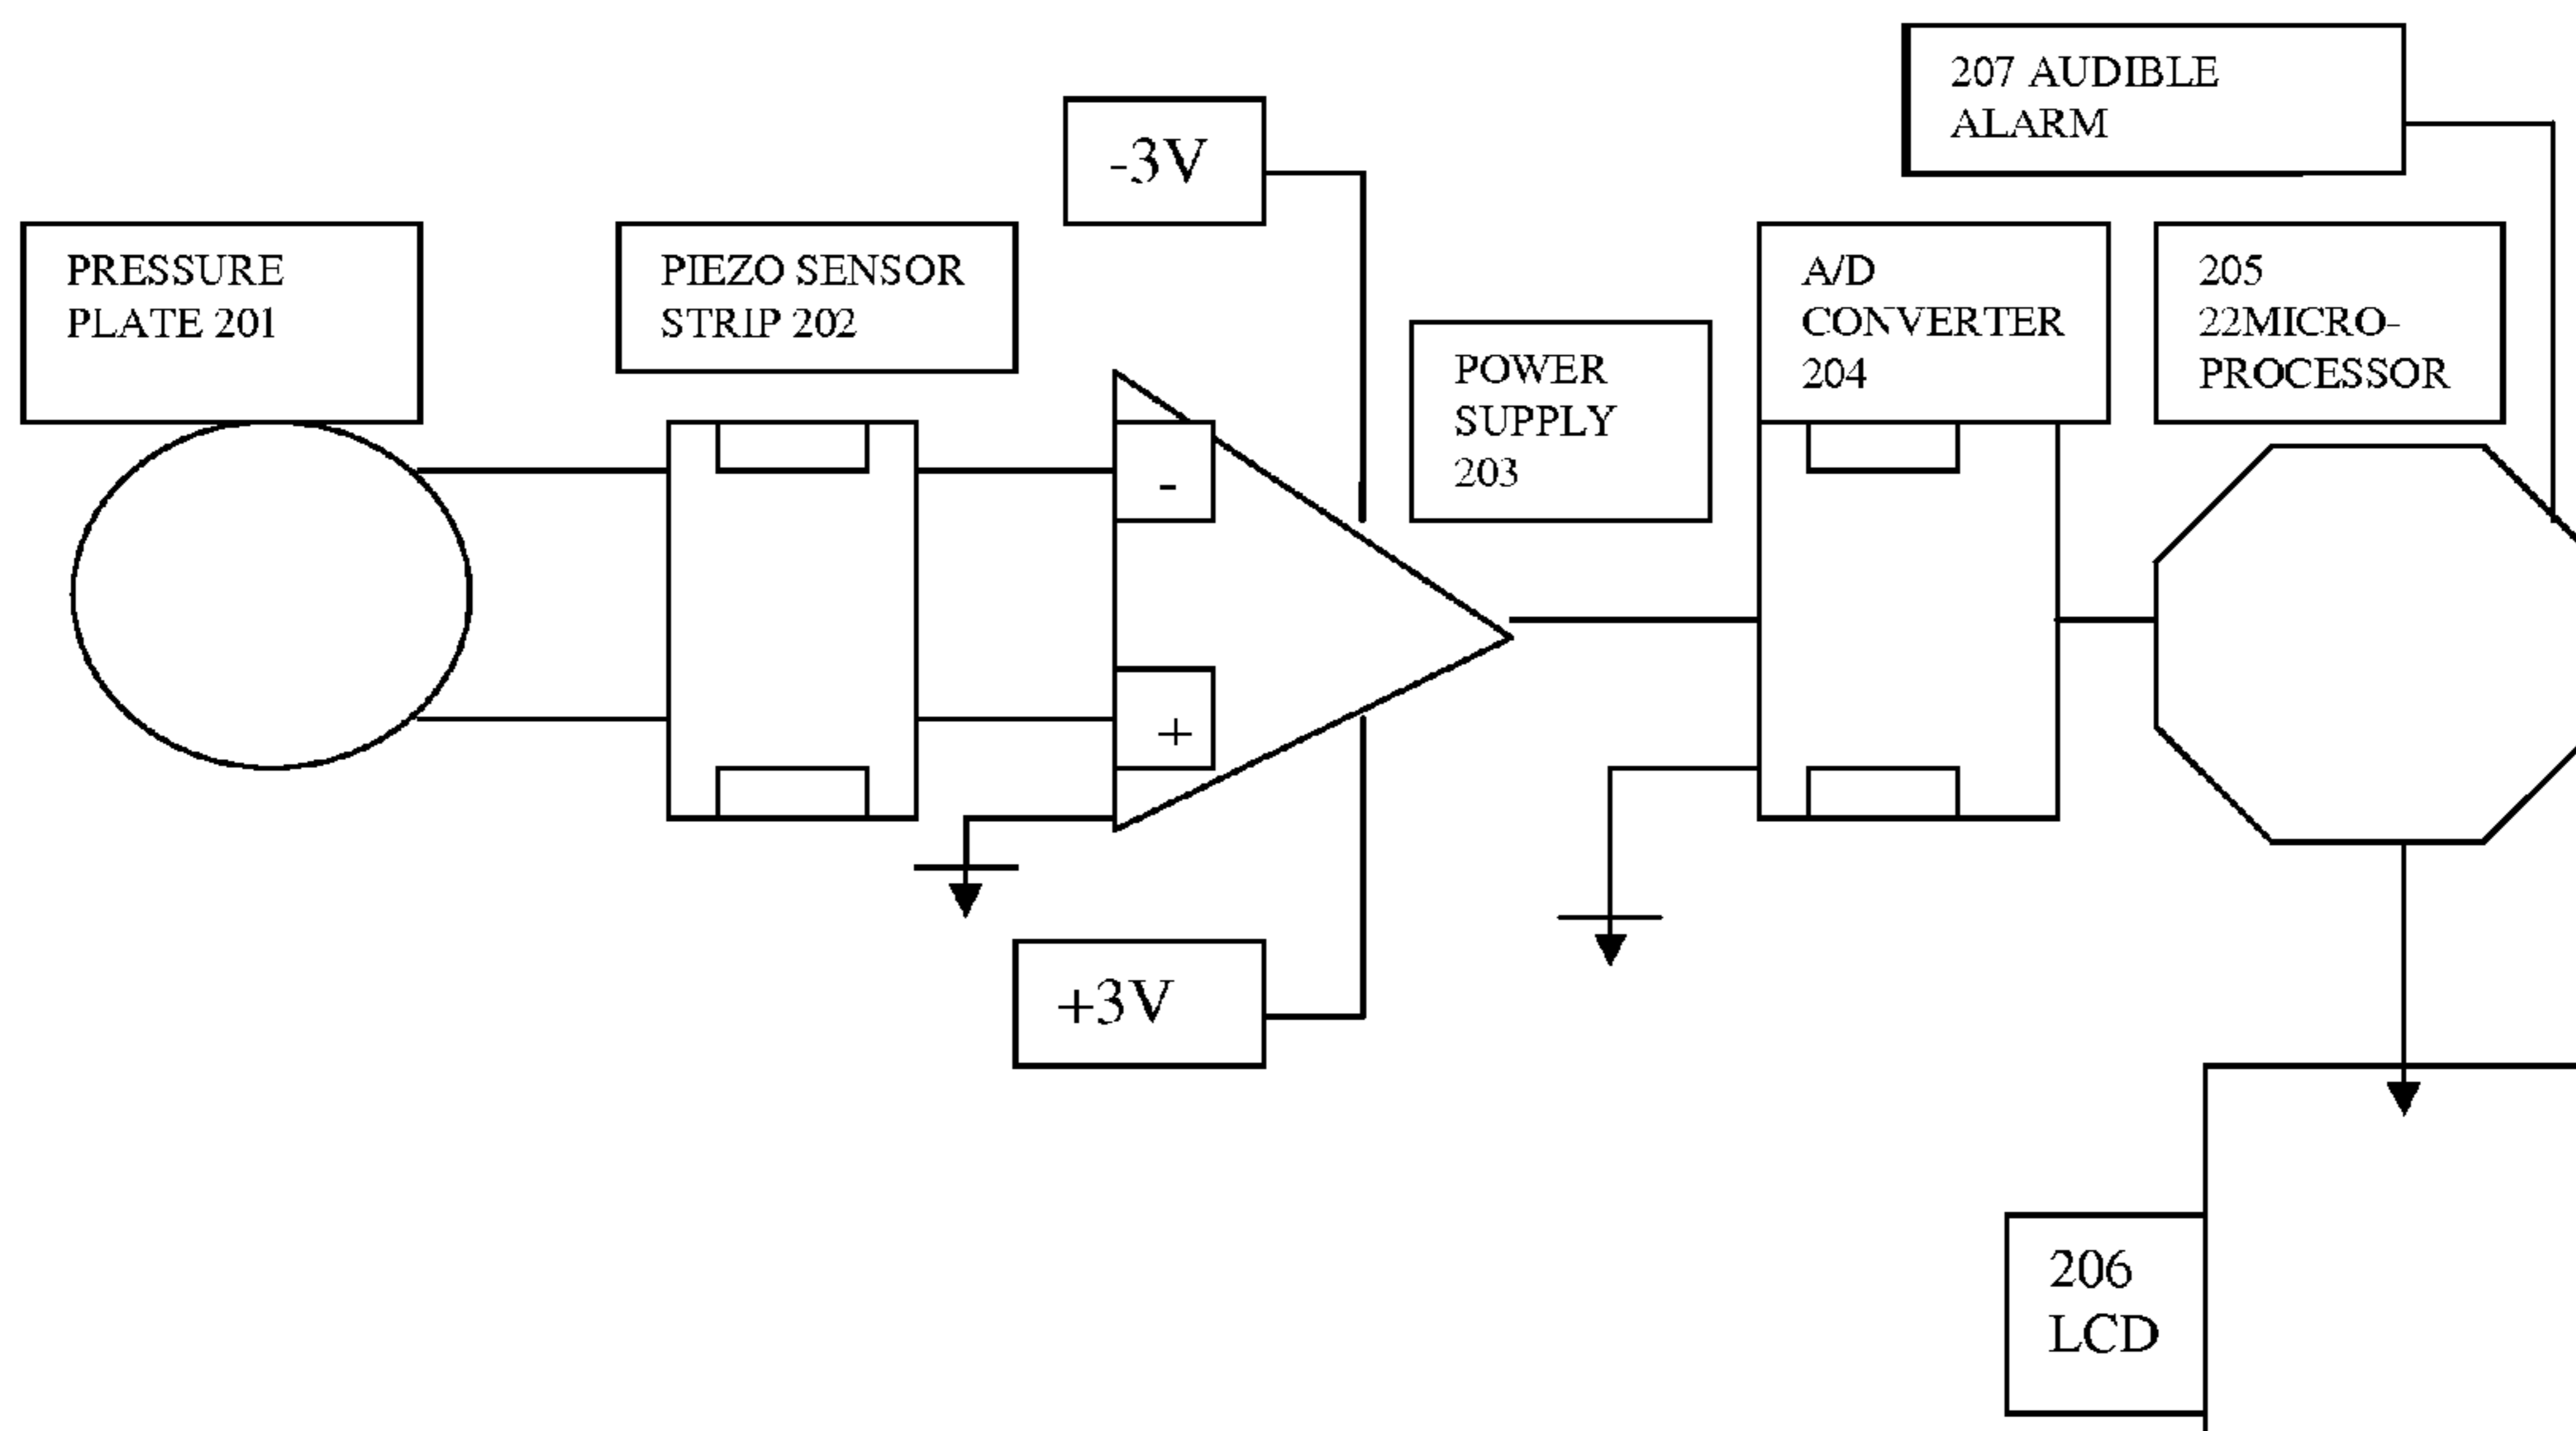 207 AUDIBLE
ALARM
-3V
PRESSURE
PLATE 201
PIEZO SENSOR
STRIP 202
A/D
CONVERTER
204
205
22MICRO-
PROCESSOR
POWER
SUPPLY
203
-
+
+3V
206
LCD